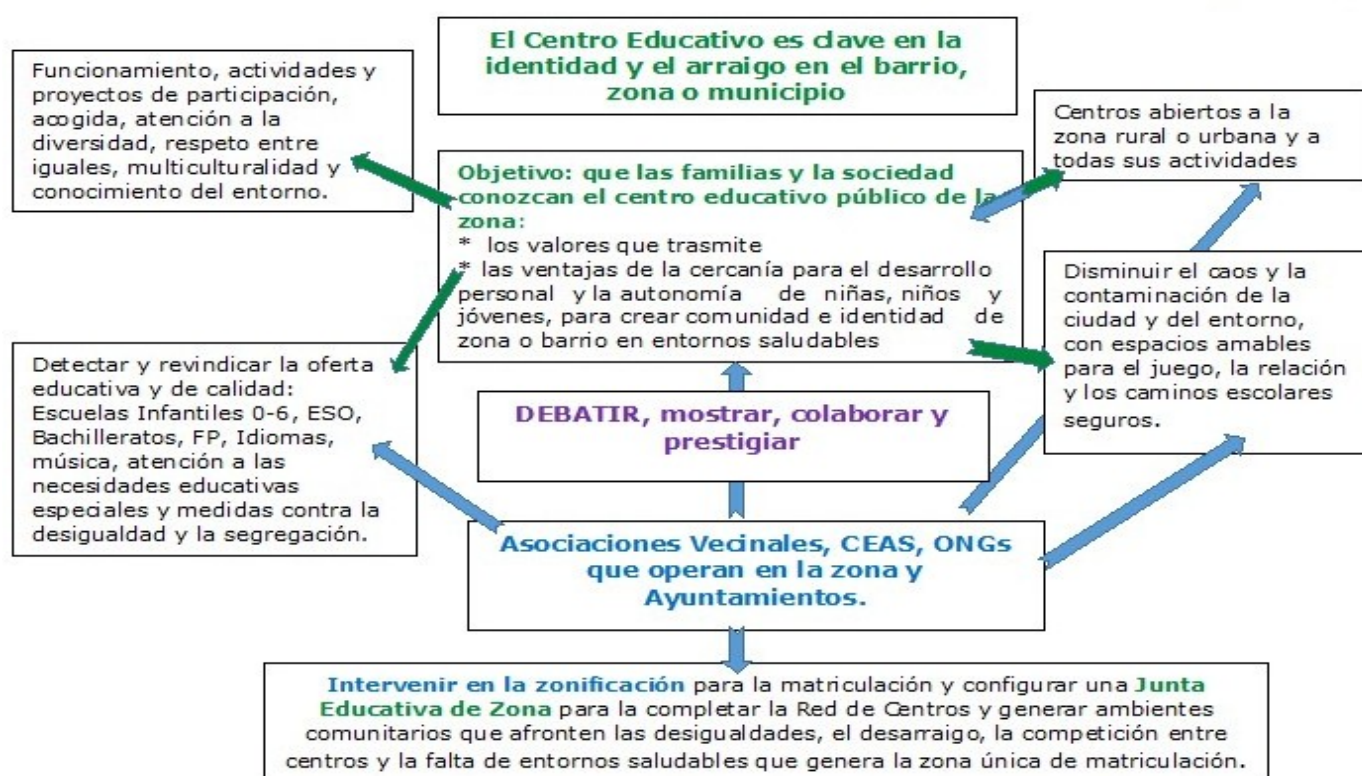 El Centro Educativo es clave en la
identidad y el arraigo en el barrio,
zona o municipio
Funcionamiento, actividades y
proyectos de participación,
acogida, atención a la
diversidad, respeto entre
iguales, multiculturalidad y
conocimiento del entorno.
Centros abiertos a la
zona rural o urbana y a
todas sus actividades
Objetivo: que las familias y la sociedad
conozcan el centro educativo público de la
zona:
* los valores que trasmite
* las ventajas de la cercanía para el desarrollo
personal y la autonomía de niñas, niños y
jóvenes, para crear comunidad e identidad de
zona o barrio en entornos saludables
Disminuir el caos y la
contaminación de la
ciudad y del entorno,
con espacios amables
para el juego, la relación
y los caminos escolares
seguros.
Detectar y revindicar la oferta
educativa y de calidad:
Escuelas Infantiles 0-6, ESO,
Bachilleratos, FP, Idiomas,
música, atención a las
necesidades educativas
especiales y medidas contra la
desigualdad y la segregación.
DEBATIR, mostrar, colaborar y
prestigiar
Asociaciones Vecinales, CEAS, ONGs
que operan en la zona y
Ayuntamientos.
Intervenir en la zonificación para la matriculación y configurar una Junta
Educativa de Zona para la completar la Red de Centros y generar ambientes
comunitarios que afronten las desigualdades, el desarraigo, la competición entre
centros y la falta de entornos saludables que genera la zona única de matriculación.